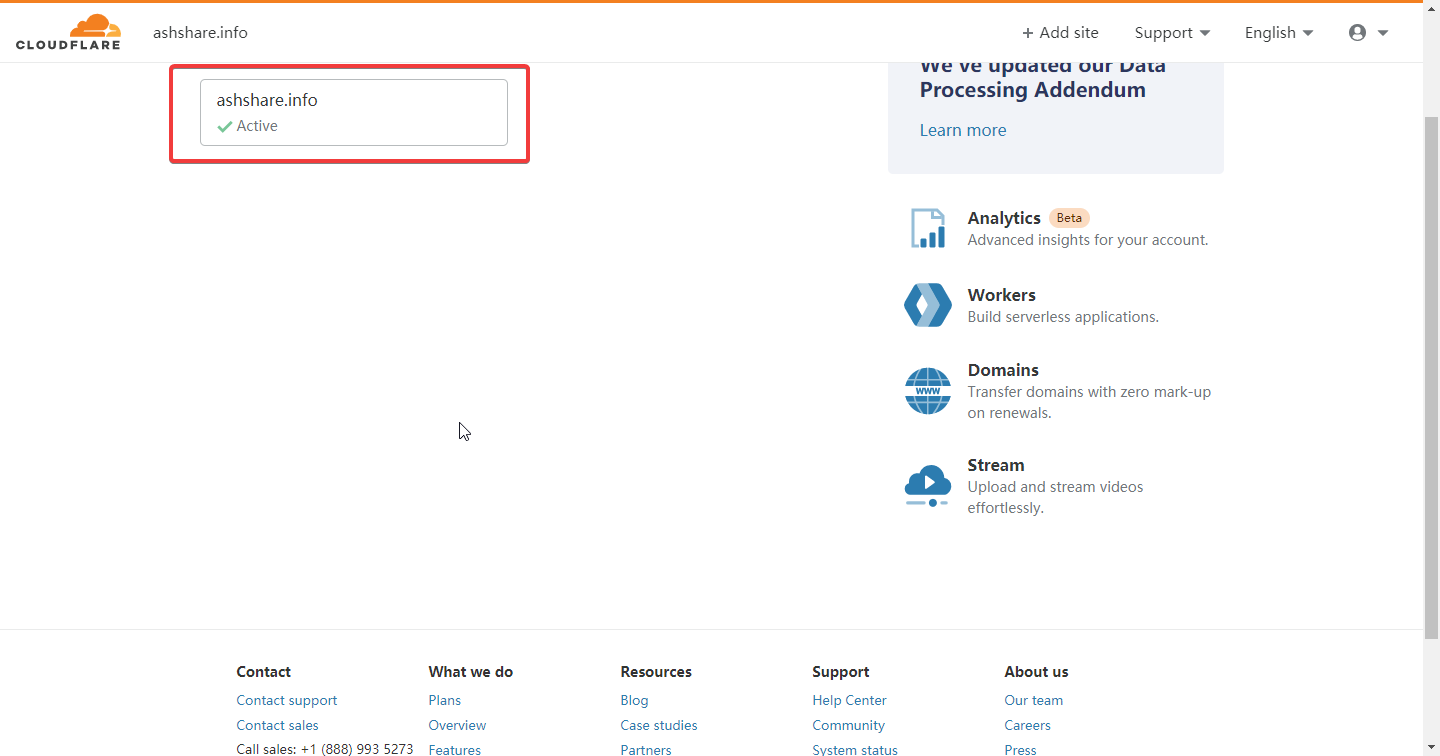 CLOUDFLARE
ashshare.info
+ Add site
Support
English
ashshare.info
Active
We've updated our Data
Processing Addendum
Learn more
Analytics Beta
Advanced insights for your account.
Workers
Build serverless applications.
WWW
Domains
Transfer domains with zero mark-up
on renewals.
Stream
Upload and stream videos
effortlessly.
Contact
Contact support
Contact sales
Call sales: +1 (888) 993 5273
What we do
Plans
Overview
Features
Resources
Blog
Case studies
Partners
Support
Help Center
Community
System status
About us
Our team
Careers
Press